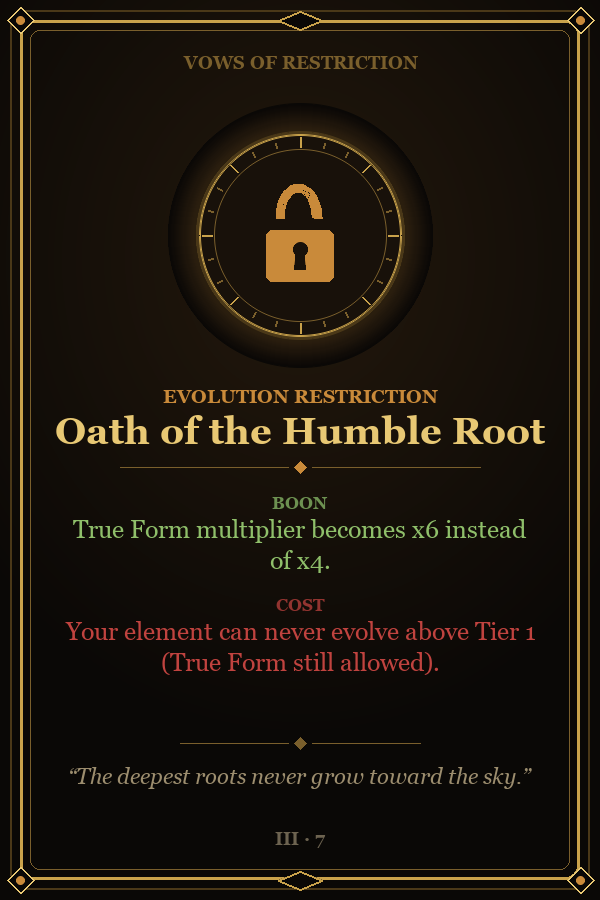 VOWS OF RESTRICTION
EVOLUTION RESTRICTION
Oath of the Humble Root
BOON
True Form multiplier becomes x6 instead
of x4.
COST
Your element can never evolve above Tier 1
(True Form still allowed).
“The deepest roots never grow toward the sky.”
III · 7